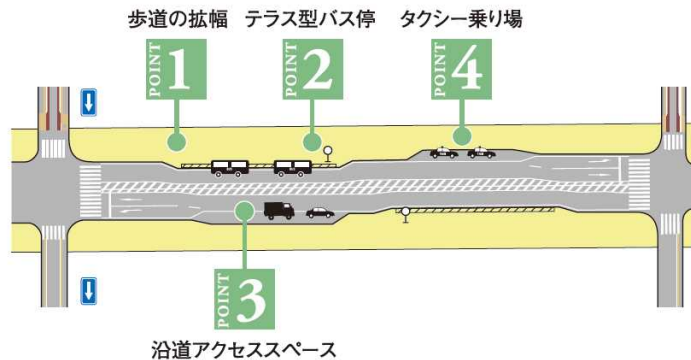 歩道の拡幅
テラス型バス停
タクシー乗り場
POINT 1
POINT 2
POINT 4
POINT 3
沿道アクセススペース